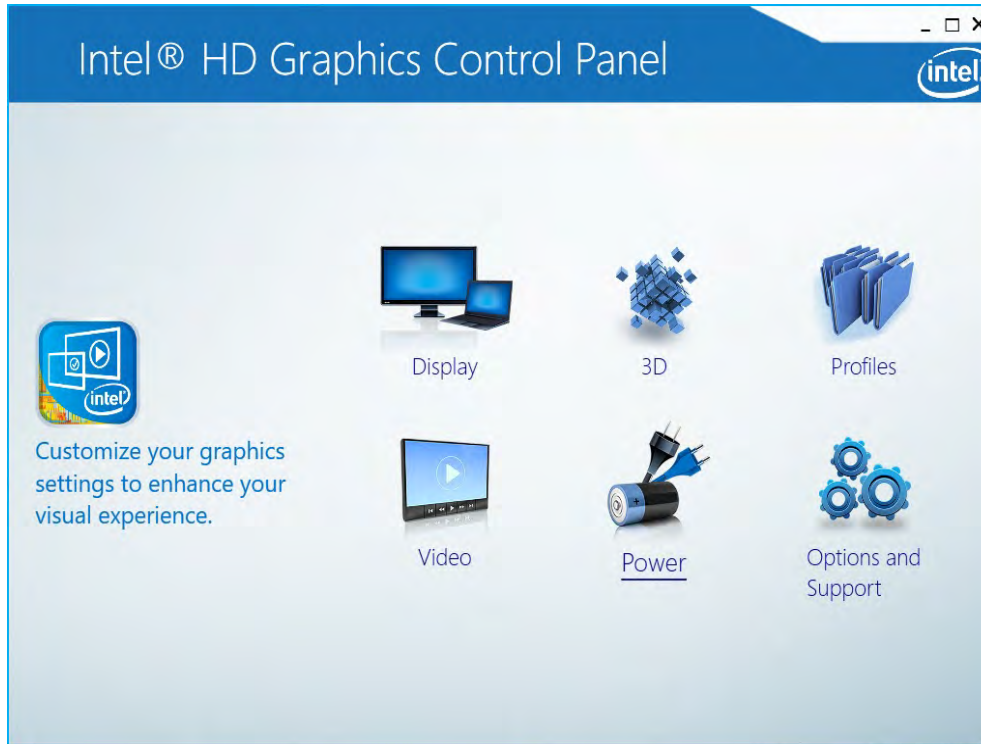 Intel® HD Graphics Control Panel
intel
Display
3D
Profiles
intel
Customize your graphics
settings to enhance your
visual experience.
Video
Power
Options and
Support